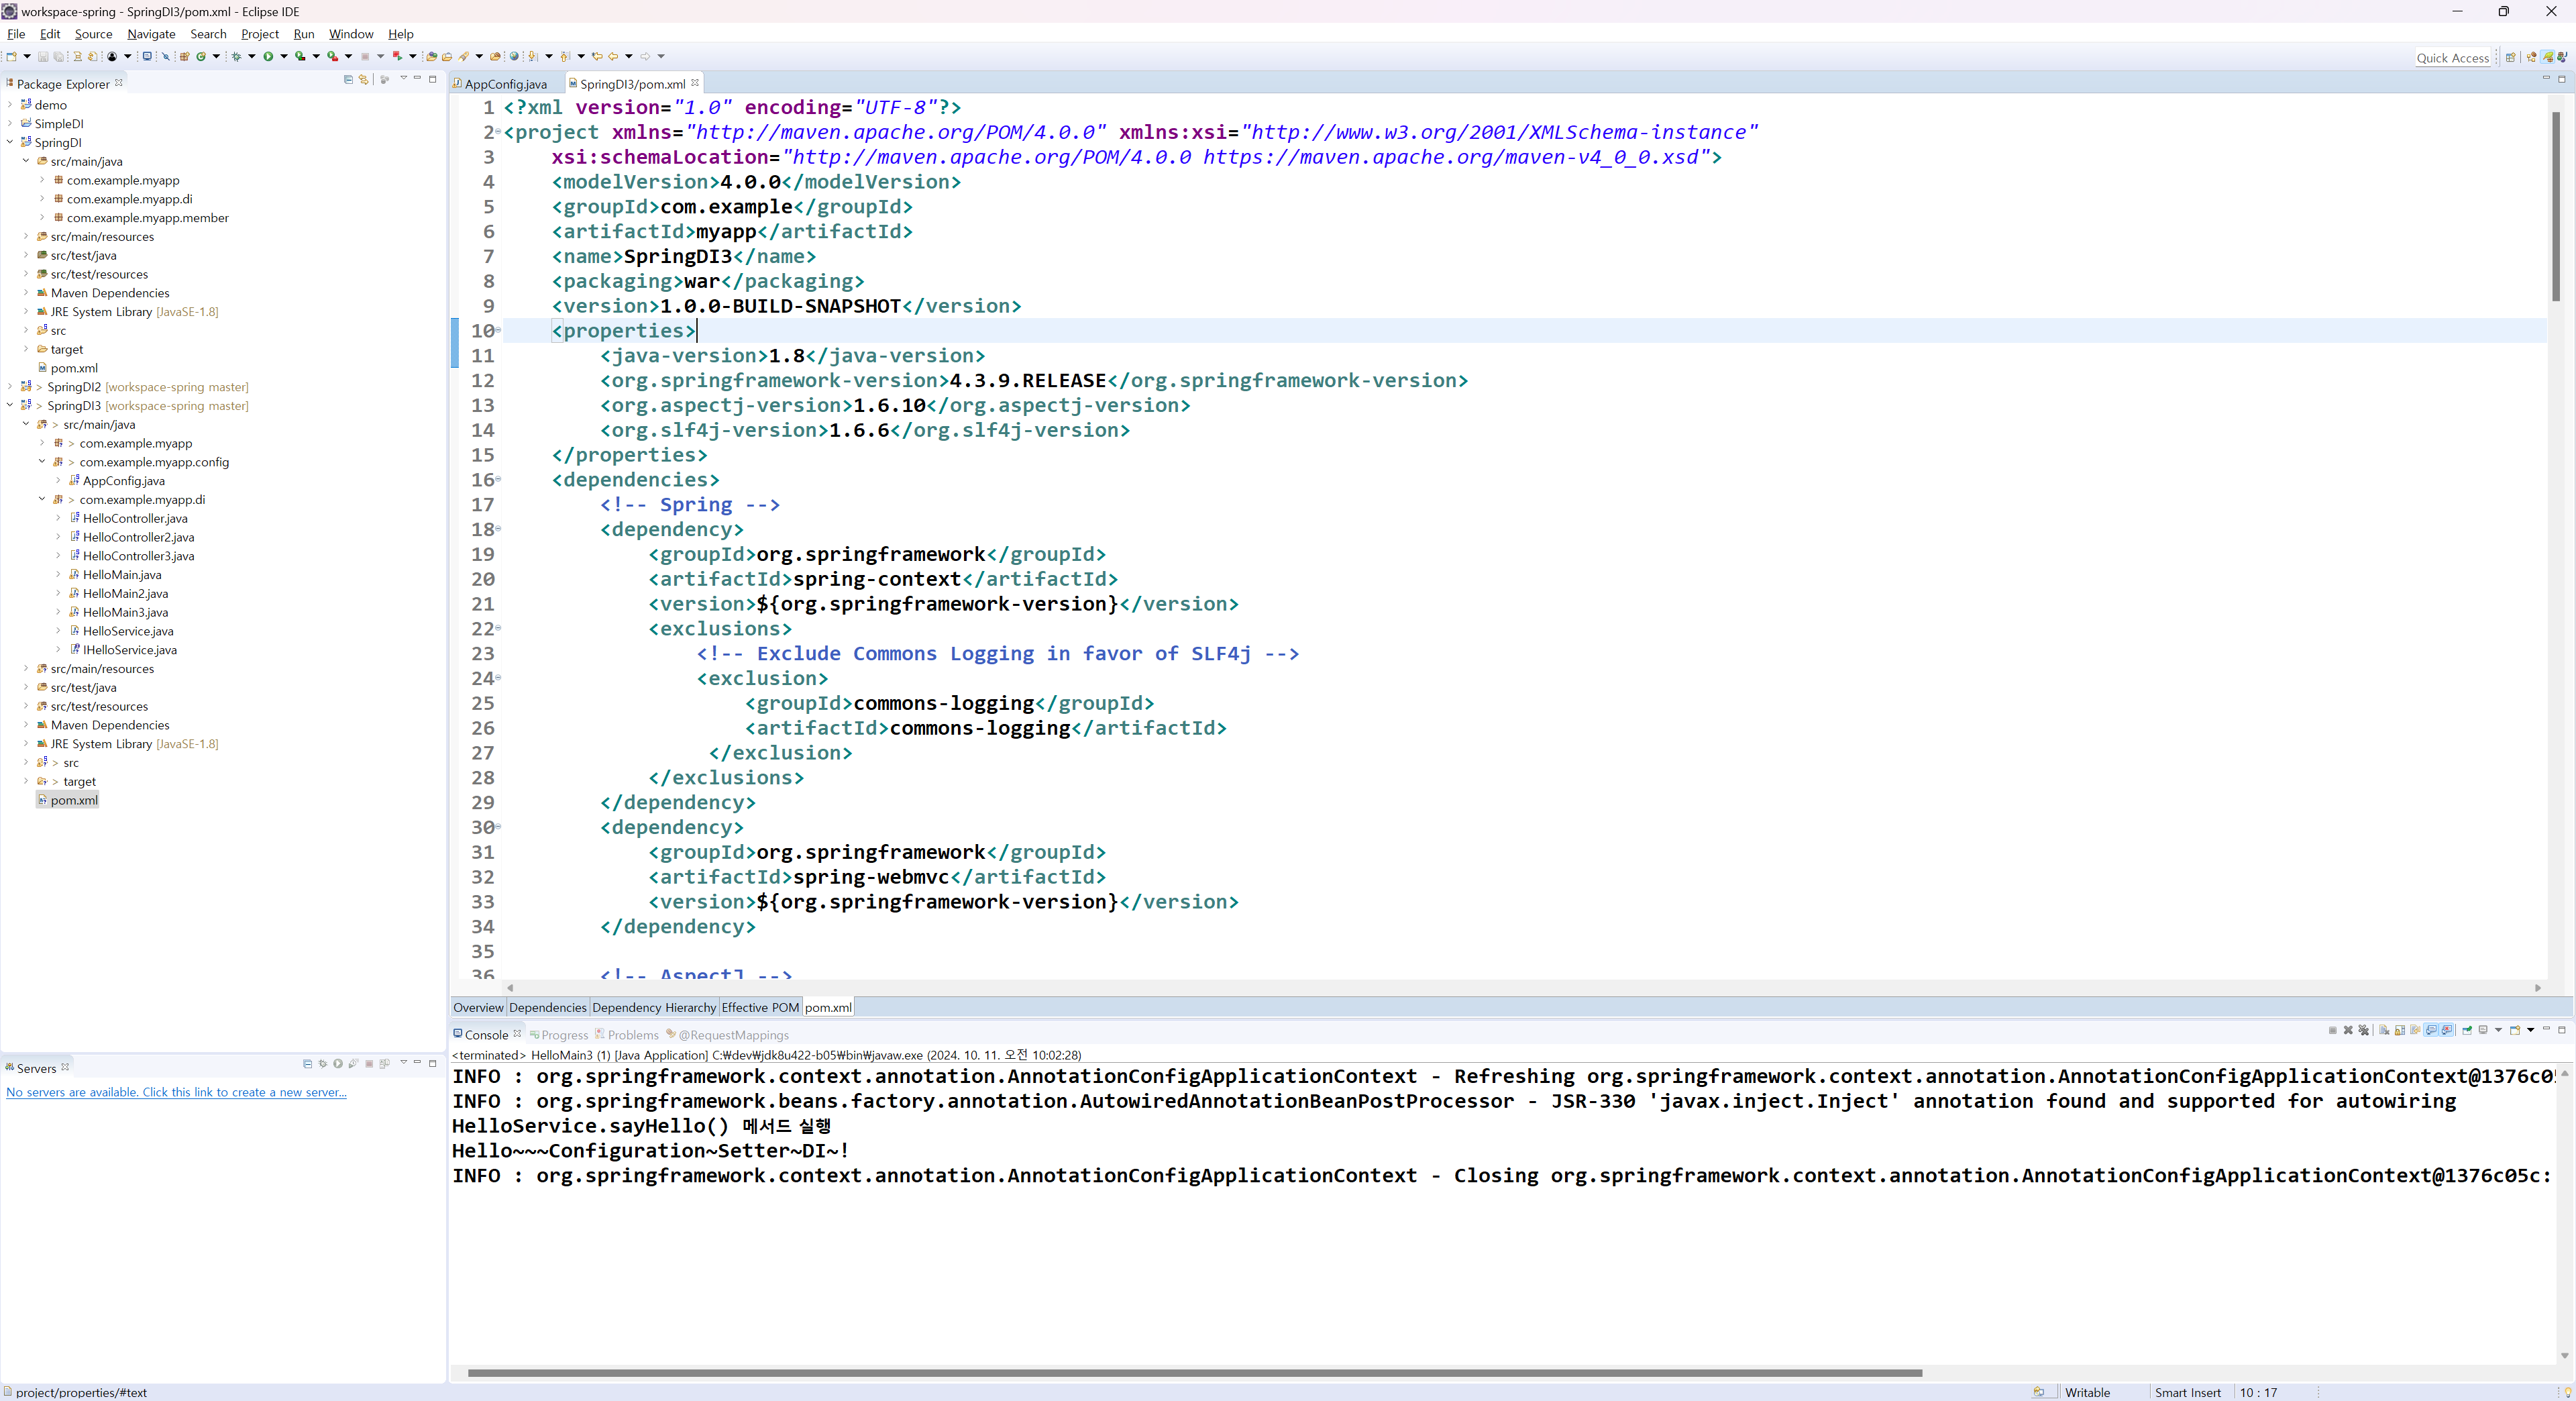 workspace-spring - SpringDI3/pom.xml - Eclipse IDE
File Edit Source Navigate Search Project Run Window Help
Quick Access
Package Explorer
demo
SimpleDI
SpringDI
src/main/java
com.example.myapp
com.example.myapp.di
com.example.myapp.member
src/main/resources
src/test/java
src/test/resources
Maven Dependencies
JRE System Library [JavaSE-1.8]
src
target
pom.xml
> SpringDI2 [workspace-spring master]
> SpringDI3 [workspace-spring master]
> src/main/java
> com.example.myapp
> com.example.myapp.config
AppConfig.java
> com.example.myapp.di
HelloController.java
HelloController2.java
HelloController3.java
HelloMain.java
HelloMain2.java
HelloMain3.java
HelloService.java
IHelloService.java
src/main/resources
src/test/java
src/test/resources
Maven Dependencies
JRE System Library [JavaSE-1.8]
> src
> target
pom.xml
Servers
No servers are available. Click this link to create a new server...
AppConfig.java SpringDI3/pom.xml
1 <?xml version="1.0" encoding="UTF-8"?>
2 <project xmlns="http://maven.apache.org/POM/4.0.0" xmlns:xsi="http://www.w3.org/2001/XMLSchema-instance"
3 xsi:schemaLocation="http://maven.apache.org/POM/4.0.0 https://maven.apache.org/maven-v4_0_0.xsd">
4 <modelVersion>4.0.0</modelVersion>
5 <groupId>com.example</groupId>
6 <artifactId>myapp</artifactId>
7 <name>SpringDI3</name>
8 <packaging>war</packaging>
9 <version>1.0.0-BUILD-SNAPSHOT</version>
10 <properties>
11 <java-version>1.8</java-version>
12 <org.springframework-version>4.3.9.RELEASE</org.springframework-version>
13 <org.aspectj-version>1.6.10</org.aspectj-version>
14 <org.slf4j-version>1.6.6</org.slf4j-version>
15 </properties>
16 <dependencies>
17 <!-- Spring -->
18 <dependency>
19 <groupId>org.springframework</groupId>
20 <artifactId>spring-context</artifactId>
21 <version>${org.springframework-version}</version>
22 <exclusions>
23 <!-- Exclude Commons Logging in favor of SLF4j -->
24 <exclusion>
25 <groupId>commons-logging</groupId>
26 <artifactId>commons-logging</artifactId>
27 </exclusion>
28 </exclusions>
29 </dependency>
30 <dependency>
31 <groupId>org.springframework</groupId>
32 <artifactId>spring-webmvc</artifactId>
33 <version>${org.springframework-version}</version>
34 </dependency>
35
36 <!-- AspectJ -->
Overview Dependencies Dependency Hierarchy Effective POM pom.xml
Console Progress Problems @RequestMappings
<terminated> HelloMain3 (1) [Java Application] C:₩dev₩jdk8u422-b05₩bin₩javaw.exe (2024. 10. 11. 오전 10:02:28)
INFO : org.springframework.context.annotation.AnnotationConfigApplicationContext - Refreshing org.springframework.context.annotation.AnnotationConfigApplicationContext@1376c05
INFO : org.springframework.beans.factory.annotation.AutowiredAnnotationBeanPostProcessor - JSR-330 'javax.inject.Inject' annotation found and supported for autowiring
HelloService.sayHello() 메서드 실행
Hello~~~Configuration~Setter~DI~!
INFO : org.springframework.context.annotation.AnnotationConfigApplicationContext - Closing org.springframework.context.annotation.AnnotationConfigApplicationContext@1376c05c:
project/properties/#text
Writable
Smart Insert
10 : 17